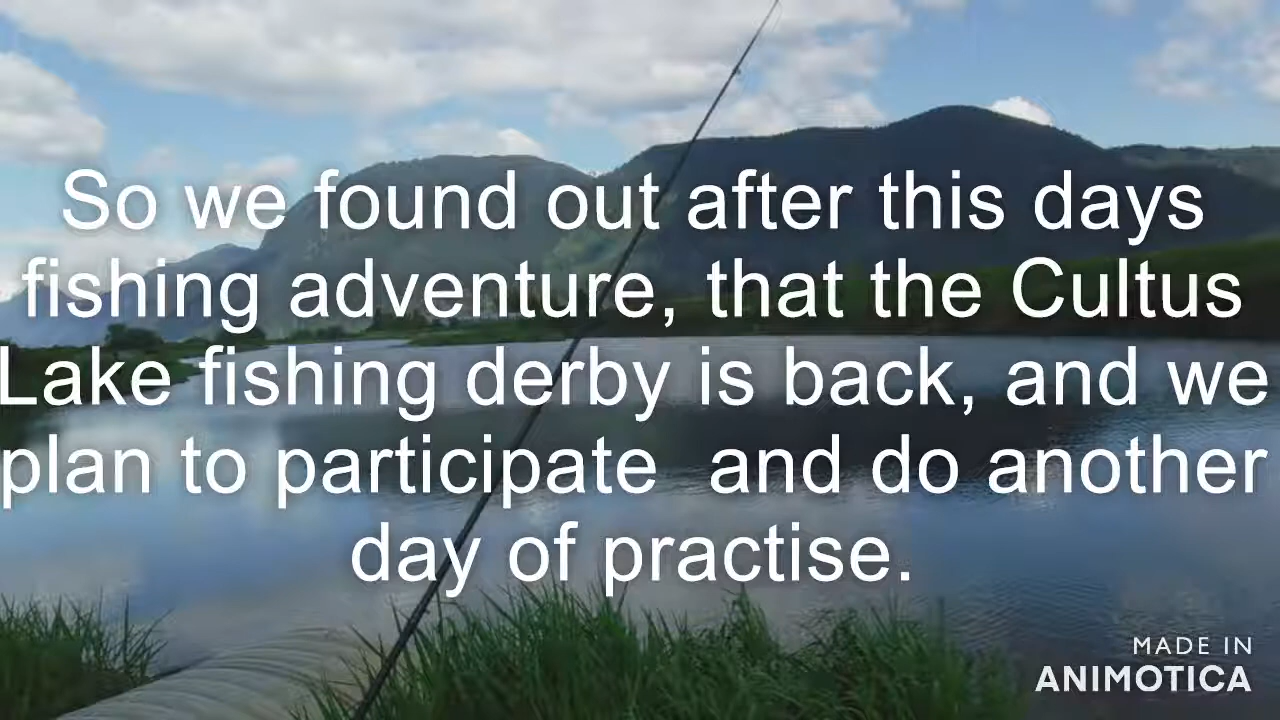 So we found out after this days
fishing adventure, that the Cultus
Lake fishing derby is back, and we
plan to participate  and do another
day of practise.
MADE IN
ANIMOTICA